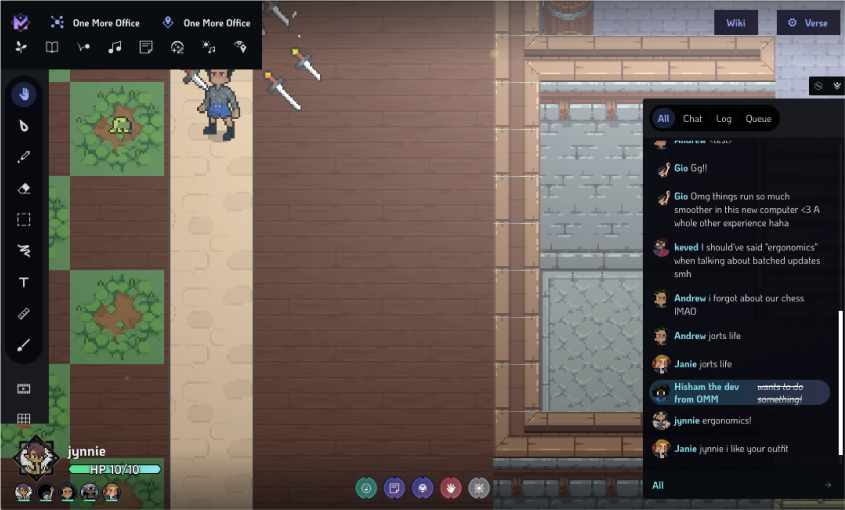 One More Office
One More Office
Wiki
Verse
All
Chat
Log
Queue
Andrew <test>
Gio Gg!!
Gio Omg things run so much
smoother in this new computer <3 A
whole other experience haha
keved I should've said "ergonomics"
when talking about batched updates
smh
Andrew i forgot about our chess
lMAO
Andrew jorts life
Janie jorts life
Hisham the dev
from OMM
wants to do
something!
jynnie ergonomics!
Janie jynnie i like your outfit
All
jynnie
HP 10/10